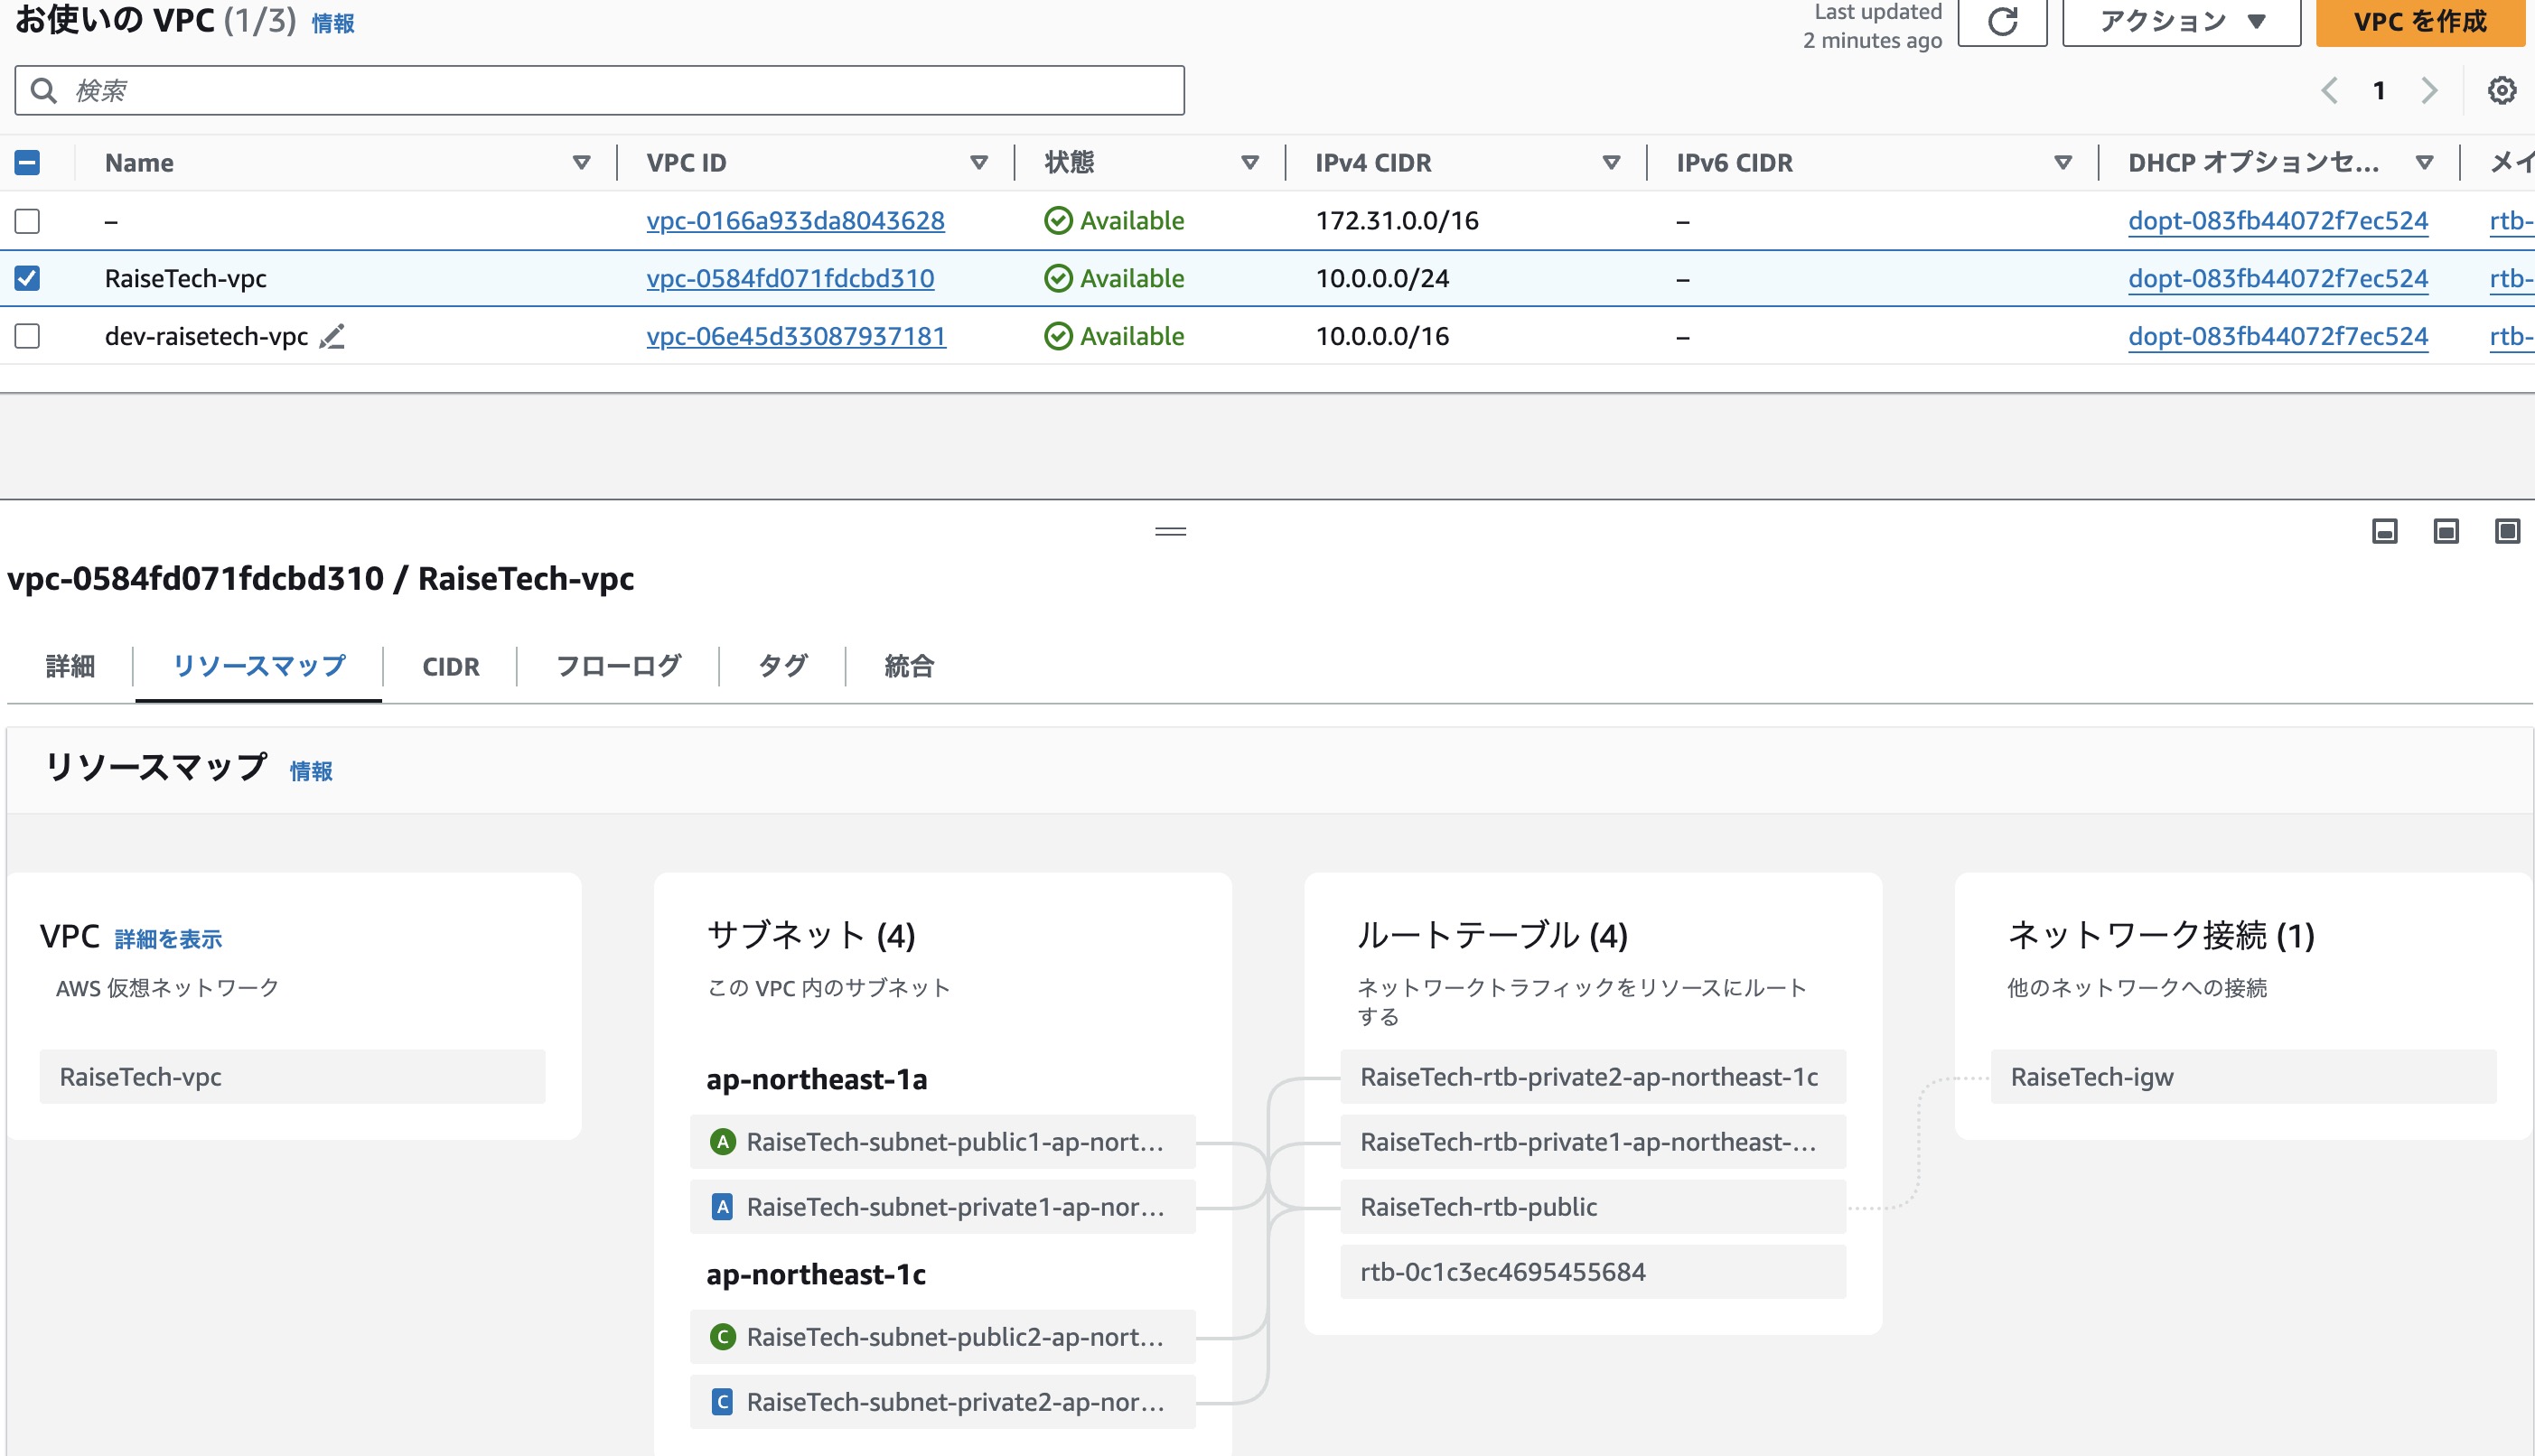 お使いの VPC (1/3) 情報
Last updated
2 minutes ago
アクション
VPC を作成
検索
1
Name VPC ID 状態 IPv4 CIDR IPv6 CIDR DHCP オプションセ... メイ
– vpc-0166a933da8043628 Available 172.31.0.0/16 – dopt-083fb44072f7ec524 rtb-
RaiseTech-vpc vpc-0584fd071fdcbd310 Available 10.0.0.0/24 – dopt-083fb44072f7ec524 rtb-
dev-raisetech-vpc vpc-06e45d33087937181 Available 10.0.0.0/16 – dopt-083fb44072f7ec524 rtb-
vpc-0584fd071fdcbd310 / RaiseTech-vpc
詳細 リソースマップ CIDR フローログ タグ 統合
リソースマップ 情報
VPC 詳細を表示
AWS 仮想ネットワーク
RaiseTech-vpc
サブネット (4)
この VPC 内のサブネット
ap-northeast-1a
A RaiseTech-subnet-public1-ap-nort...
A RaiseTech-subnet-private1-ap-nor...
ap-northeast-1c
C RaiseTech-subnet-public2-ap-nort...
C RaiseTech-subnet-private2-ap-nor...
ルートテーブル (4)
ネットワークトラフィックをリソースにルート
する
RaiseTech-rtb-private2-ap-northeast-1c
RaiseTech-rtb-private1-ap-northeast-...
RaiseTech-rtb-public
rtb-0c1c3ec4695455684
ネットワーク接続 (1)
他のネットワークへの接続
RaiseTech-igw